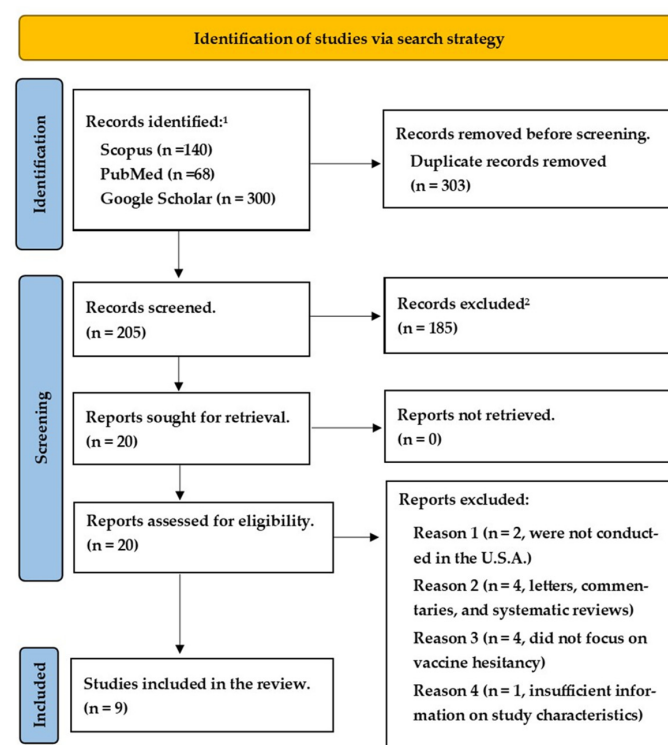 Identification of studies via search strategy
Identification
Records identified:¹
Scopus (n =140)
PubMed (n =68)
Google Scholar (n = 300)
Records removed before screening.
Duplicate records removed
(n = 303)
Screening
Records screened.
(n = 205)
Records excluded²
(n = 185)
Reports sought for retrieval.
(n = 20)
Reports not retrieved.
(n = 0)
Reports assessed for eligibility.
(n = 20)
Reports excluded:
Reason 1 (n = 2, were not conduct-
ed in the U.S.A.)
Reason 2 (n = 4, letters, commen-
taries, and systematic reviews)
Reason 3 (n = 4, did not focus on
vaccine hesitancy)
Reason 4 (n = 1, insufficient infor-
mation on study characteristics)
Included
Studies included in the review.
(n = 9)